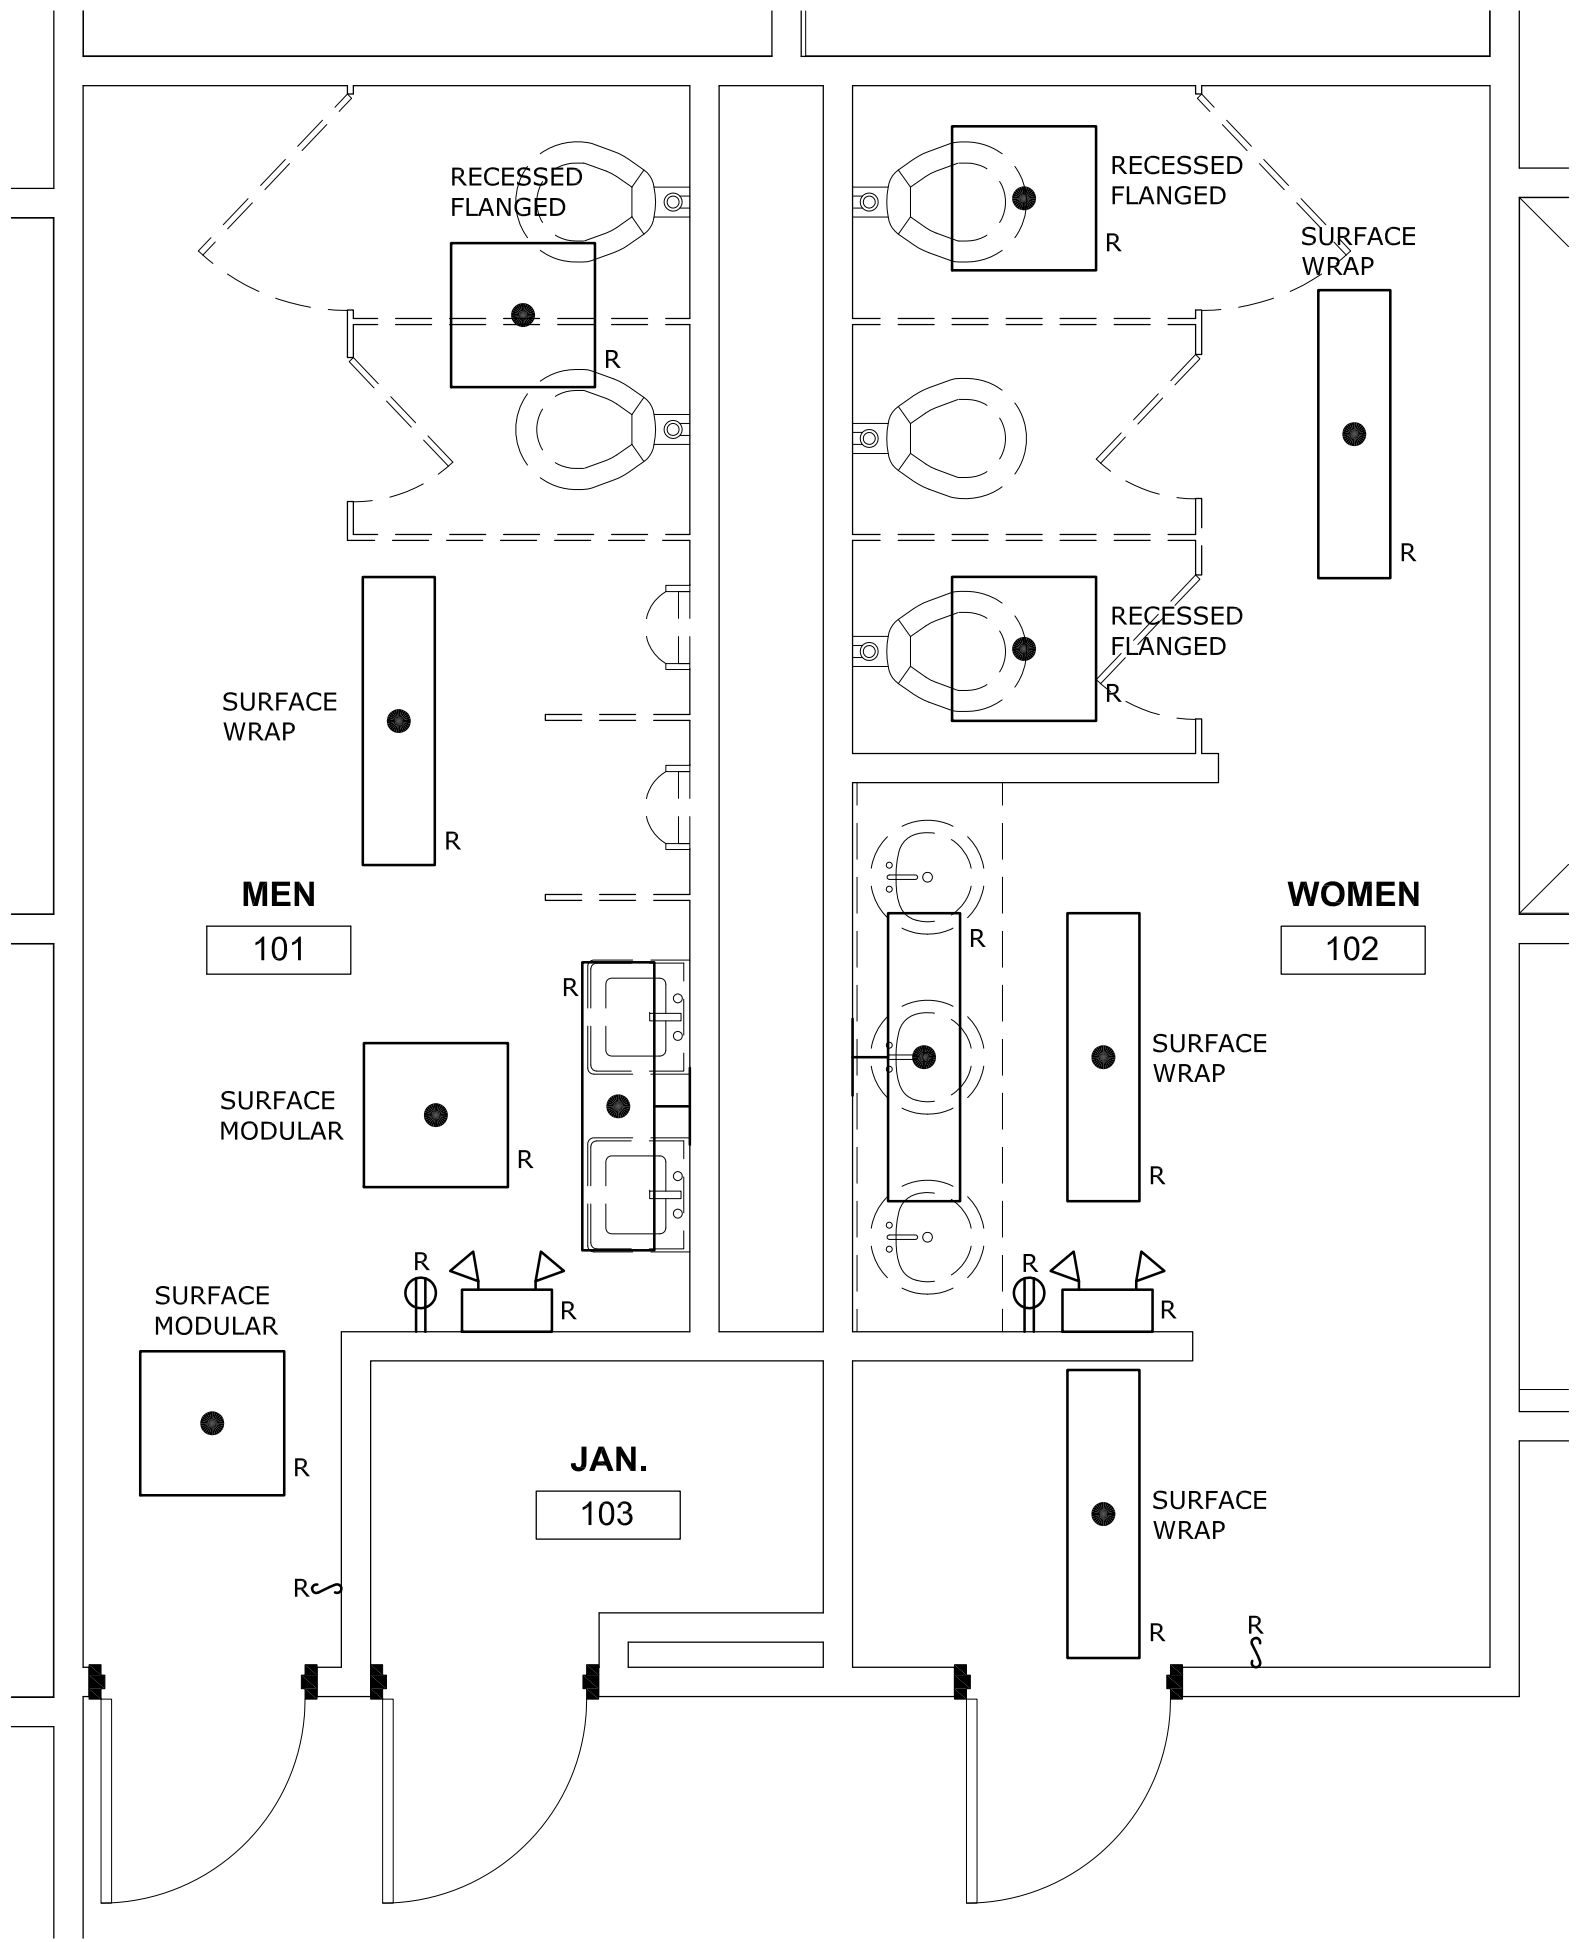 RECESSED
FLANGED
R
RECESSED
FLANGED
R
SURFACE
WRAP
R
SURFACE
WRAP
R
RECESSED
FLANGED
R
MEN
101
WOMEN
102
R
R
SURFACE
MODULAR
R
SURFACE
WRAP
R
R
R
R
R
SURFACE
MODULAR
R
JAN.
103
SURFACE
WRAP
R
R
R